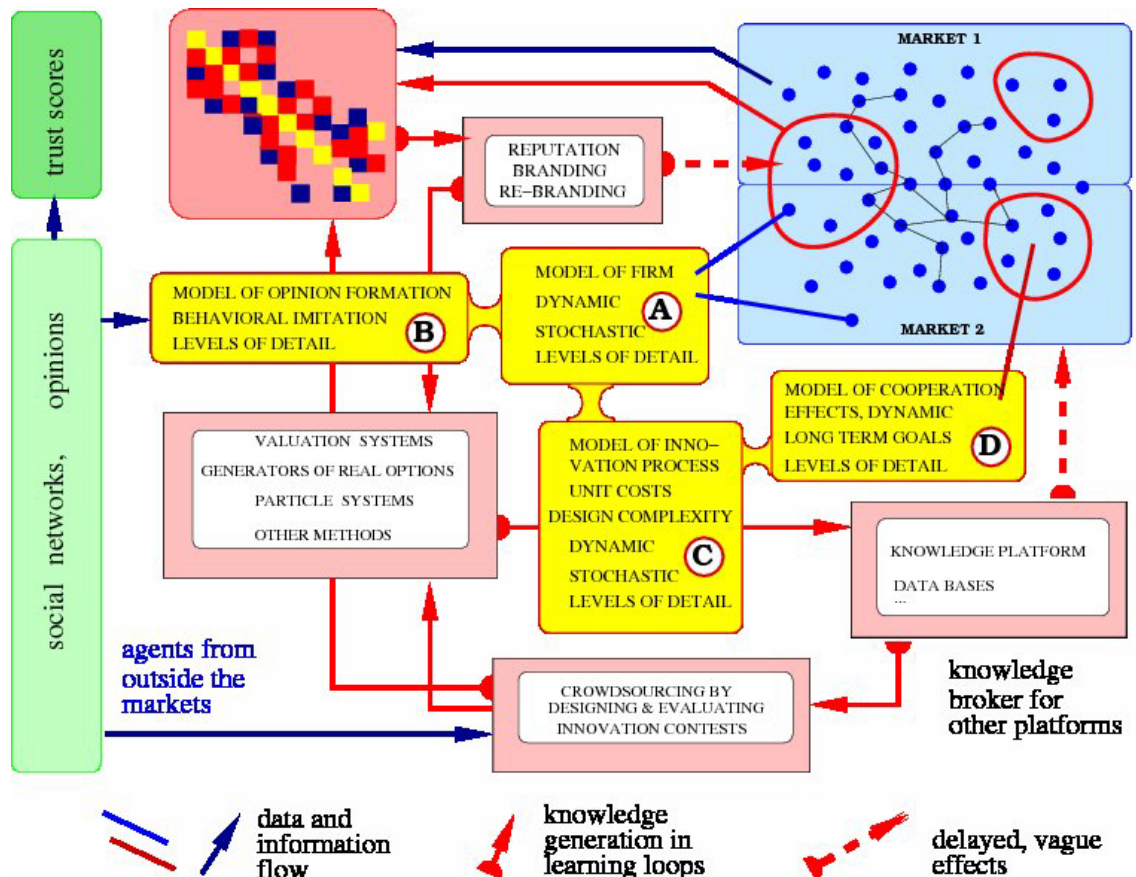 trust scores
social networks, opinions
MARKET 1
MARKET 2
REPUTATION
BRANDING
RE-BRANDING
MODEL OF OPINION FORMATION
BEHAVIORAL IMITATION
LEVELS OF DETAIL
B
MODEL OF FIRM
DYNAMIC
STOCHASTIC
LEVELS OF DETAIL
A
VALUATION SYSTEMS
GENERATORS OF REAL OPTIONS
PARTICLE SYSTEMS
OTHER METHODS
MODEL OF INNO-
VATION PROCESS
UNIT COSTS
DESIGN COMPLEXITY
DYNAMIC
STOCHASTIC
LEVELS OF DETAIL
C
MODEL OF COOPERATION
EFFECTS, DYNAMIC
LONG TERM GOALS
LEVELS OF DETAIL
D
KNOWLEDGE PLATFORM
DATA BASES
...
agents from
outside the
markets
CROWDSOURCING BY
DESIGNING & EVALUATING
INNOVATION CONTESTS
knowledge
broker for
other platforms
data and
information
flow
knowledge
generation in
learning loops
delayed, vague
effects